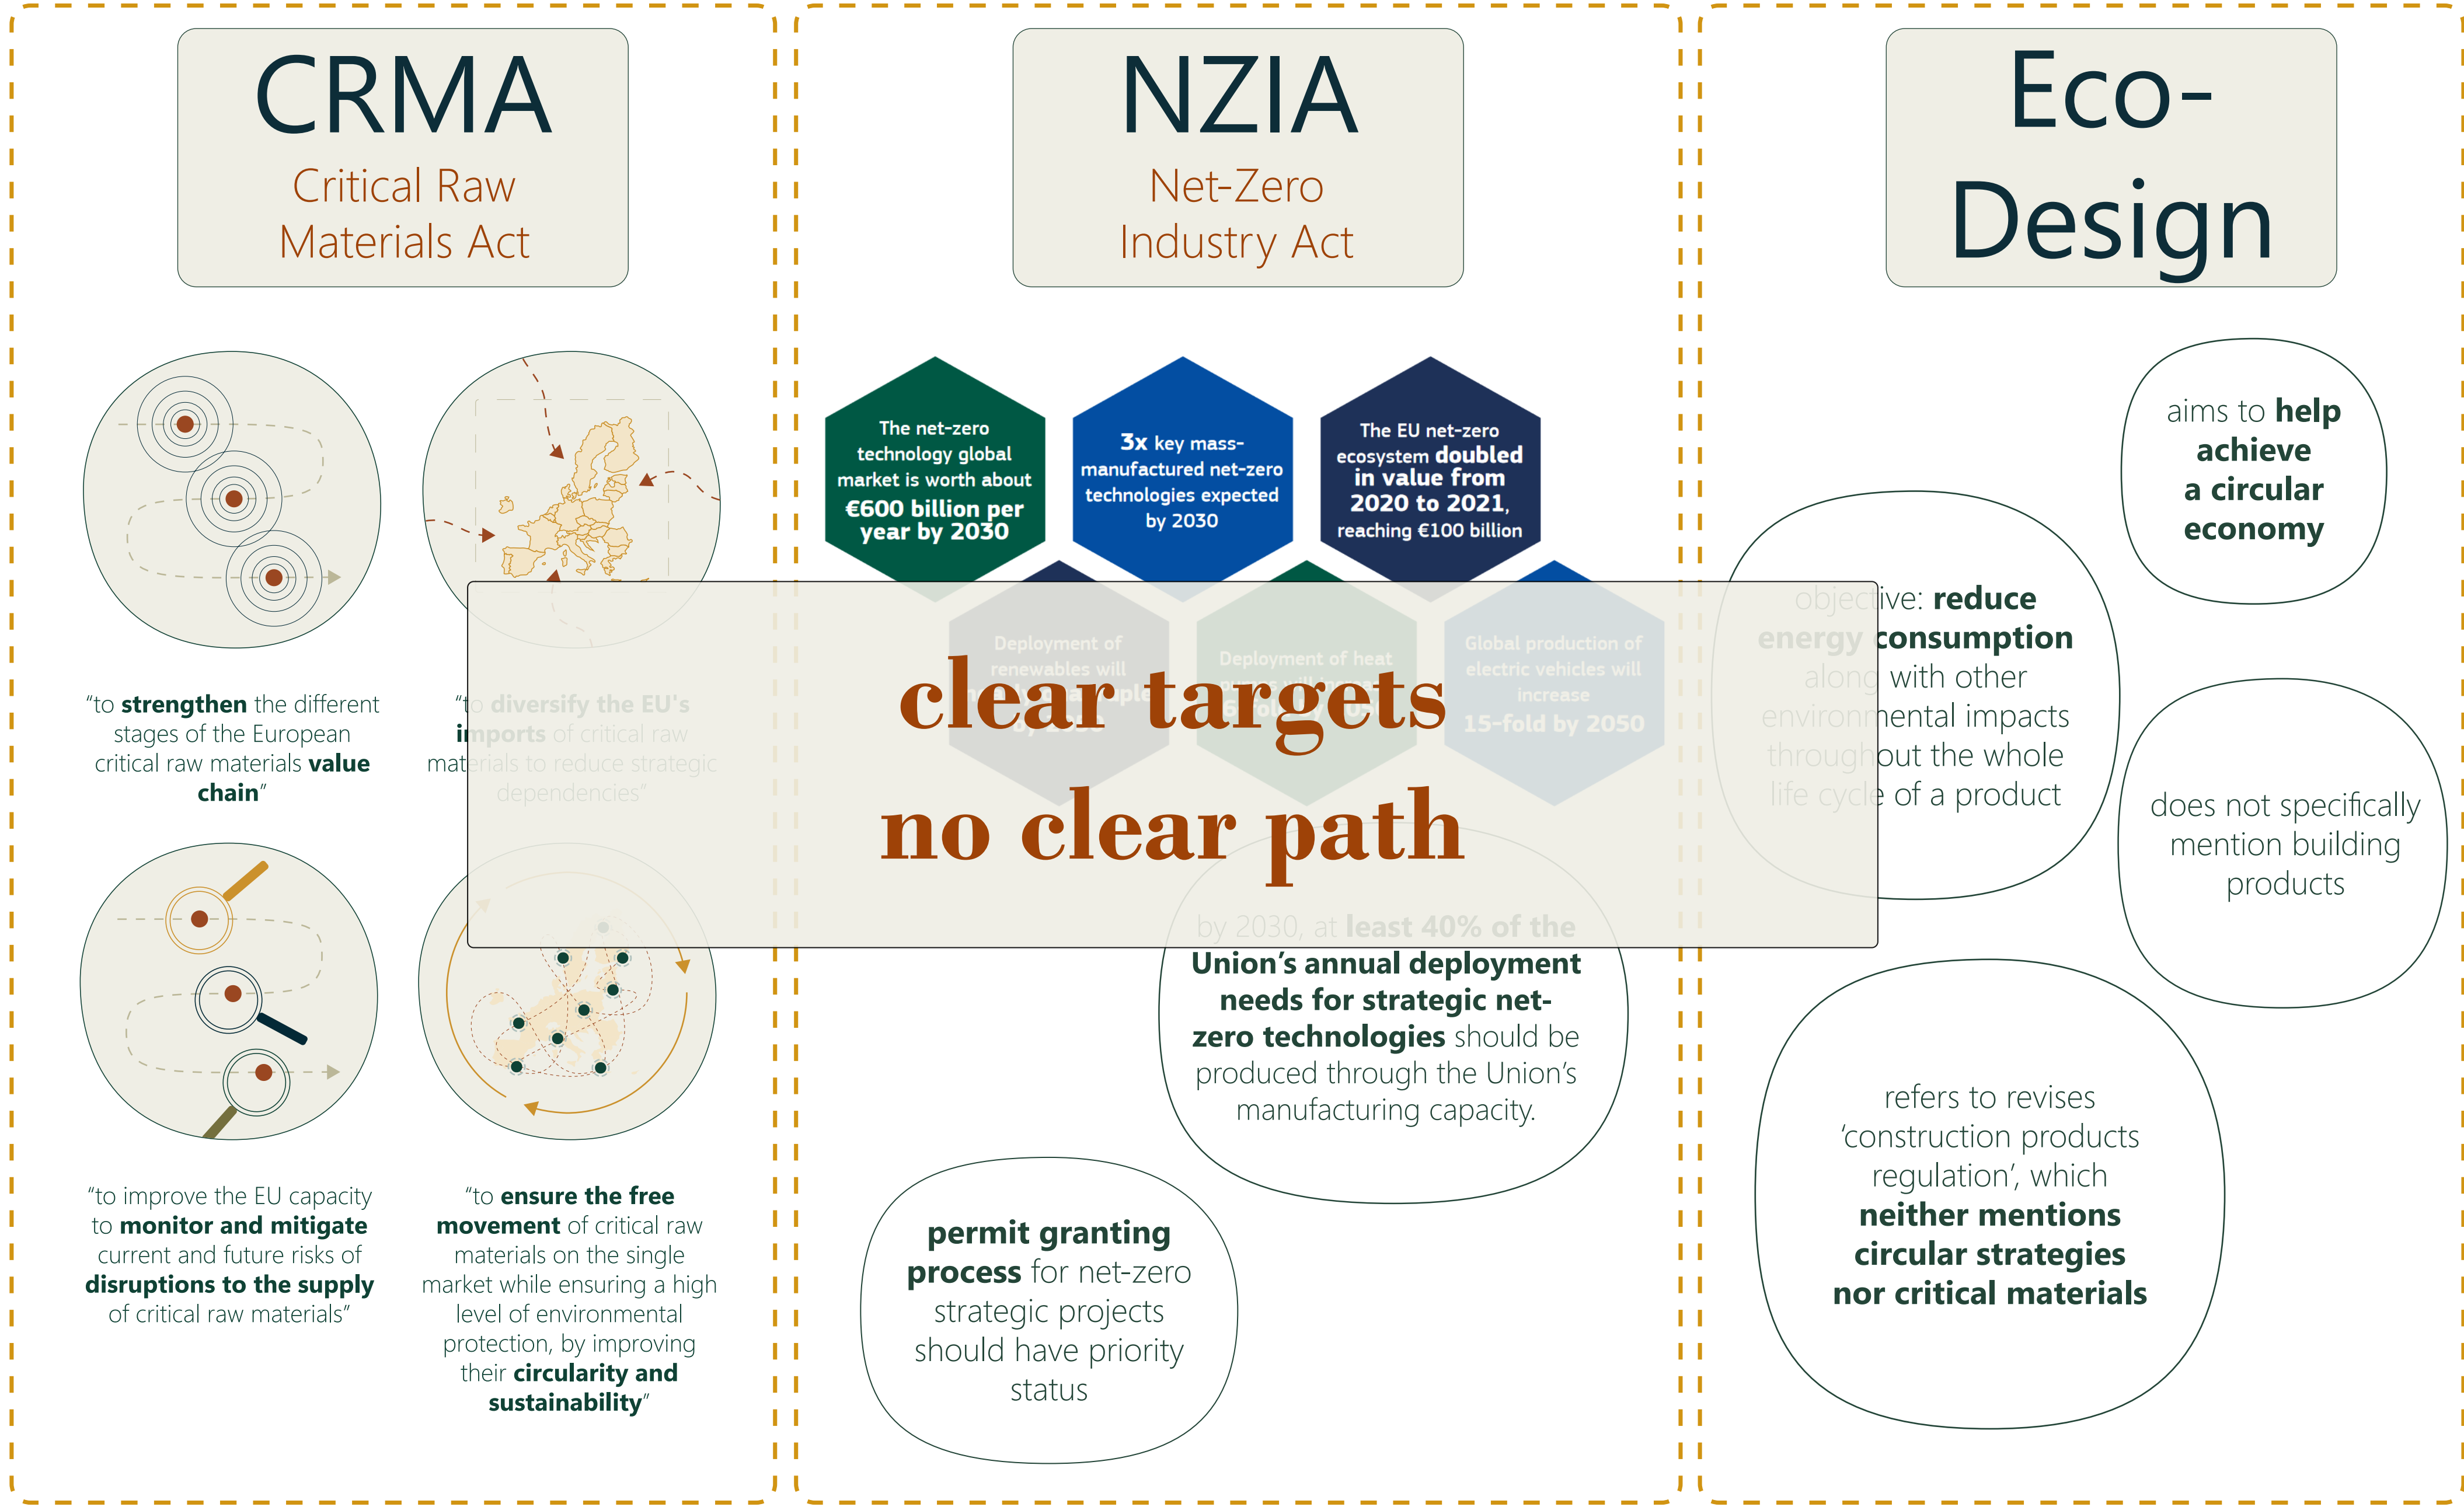 CRMA
Critical Raw
Materials Act
“to strengthen the different
stages of the European
critical raw materials value
chain”
“to diversify the EU's
imports of critical raw
materials to reduce strategic
dependencies”
“to improve the EU capacity
to monitor and mitigate
current and future risks of
disruptions to the supply
of critical raw materials”
“to ensure the free
movement of critical raw
materials on the single
market while ensuring a high
level of environmental
protection, by improving
their circularity and
sustainability”
NZIA
Net-Zero
Industry Act
The net-zero
technology global
market is worth about
€600 billion per
year by 2030
3x key mass-
manufactured net-zero
technologies expected
by 2030
The EU net-zero
ecosystem doubled
in value from
2020 to 2021,
reaching €100 billion
Deployment of
renewables will
Deployment of heat
Global production of
electric vehicles will
increase
15-fold by 2050
clear targets
no clear path
by 2030, at least 40% of the
Union’s annual deployment
needs for strategic net-
zero technologies should be
produced through the Union’s
manufacturing capacity.
permit granting
process for net-zero
strategic projects
should have priority
status
Eco-
Design
aims to help
achieve
a circular
economy
objective: reduce
energy consumption
along with other
environmental impacts
throughout the whole
life cycle of a product
does not specifically
mention building
products
refers to revises
‘construction products
regulation’, which
neither mentions
circular strategies
nor critical materials